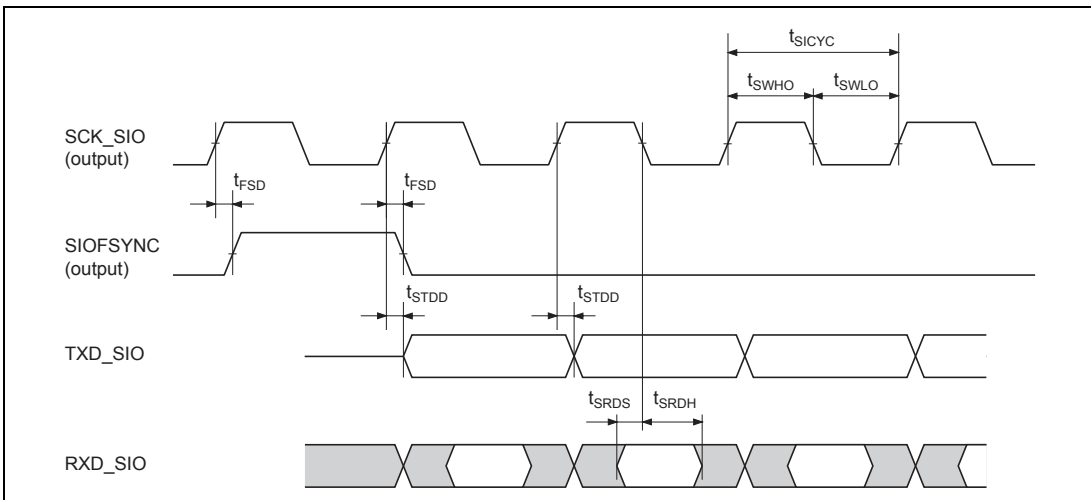 tSICYC
tSWHO tSWLO
SCK_SIO
(output)
tFSD tFSD
SIOFSYNC
(output)
tSTDD tSTDD
TXD_SIO
tSRDS tSRDH
RXD_SIO